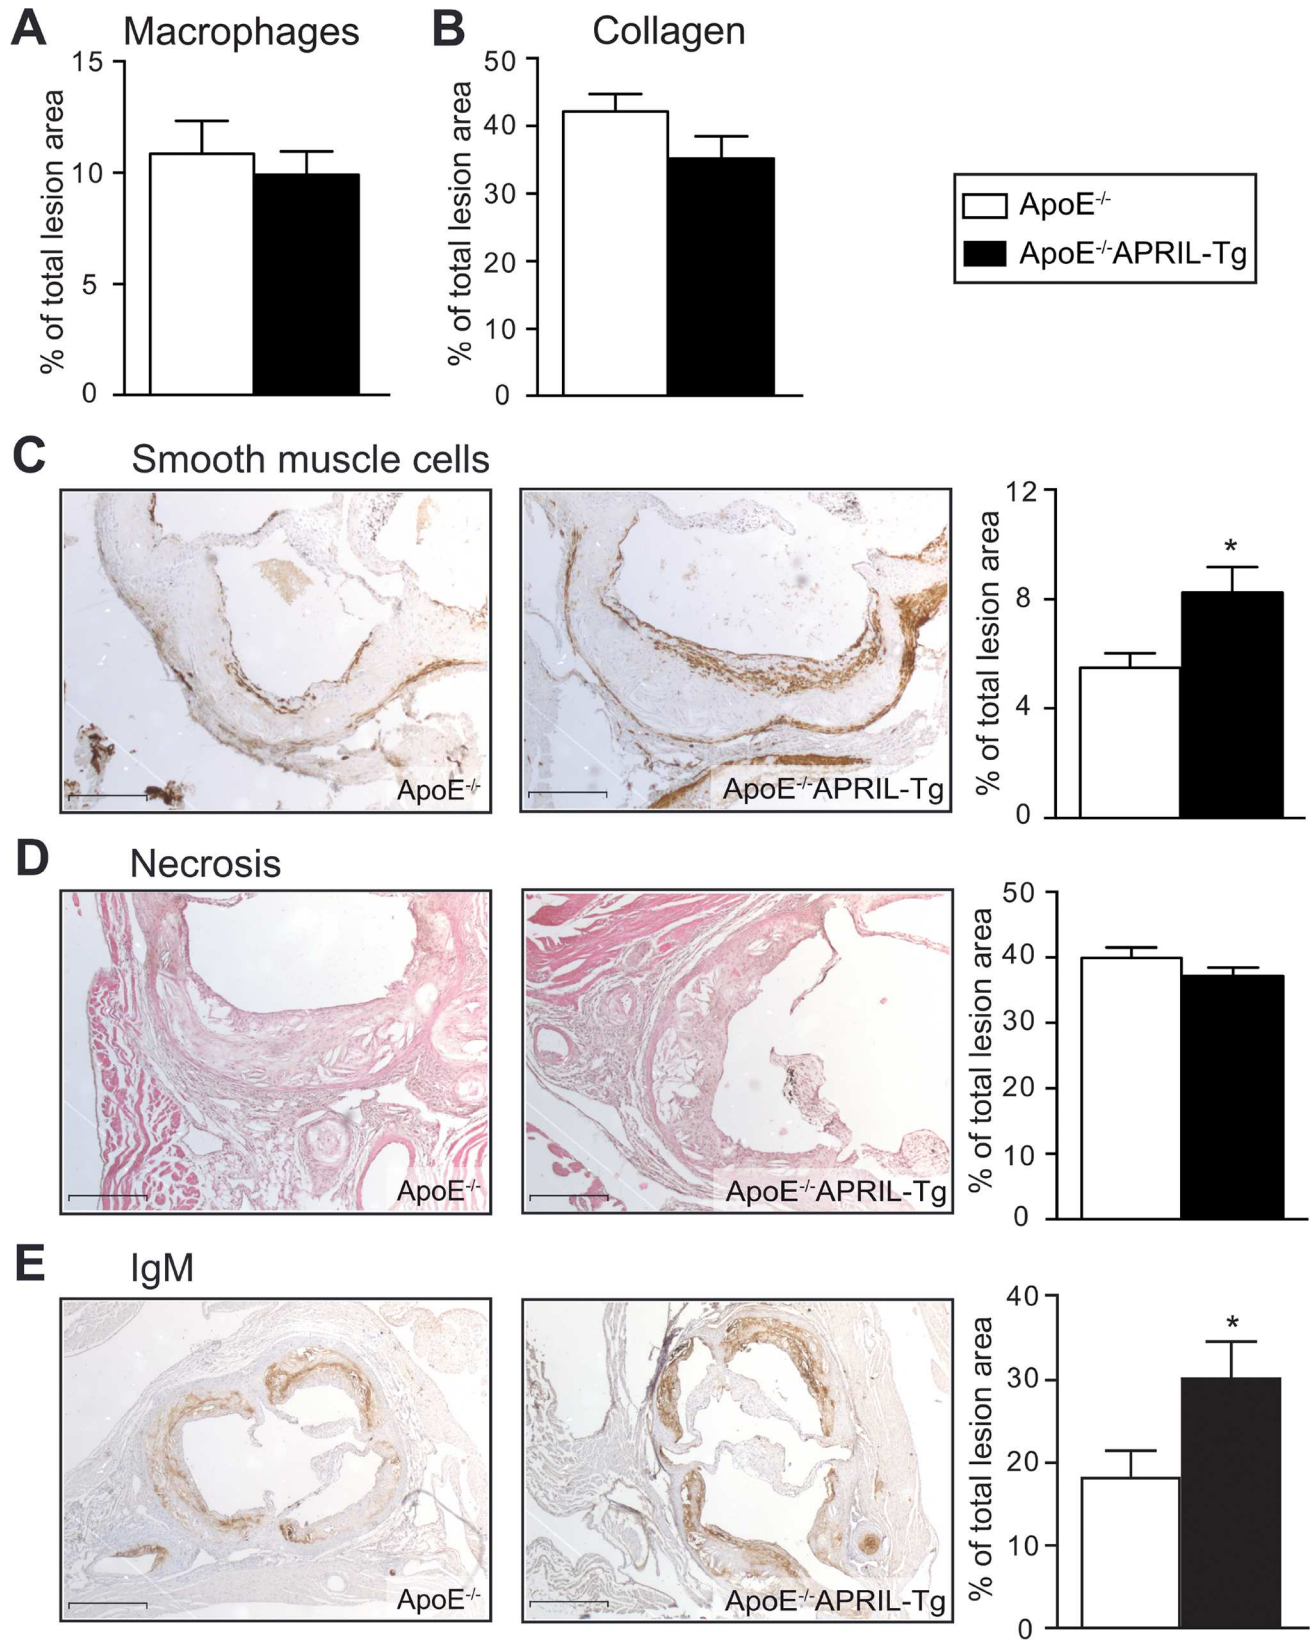 A Macrophages
% of total lesion area
15
10
5
0
B Collagen
% of total lesion area
50
40
30
20
10
0
ApoE-/-
ApoE-/-APRIL-Tg
C Smooth muscle cells
ApoE-/-
ApoE-/-APRIL-Tg
% of total lesion area
12
8
4
0
*
D Necrosis
ApoE-/-
ApoE-/-APRIL-Tg
% of total lesion area
50
40
30
20
10
0
E IgM
ApoE-/-
ApoE-/-APRIL-Tg
% of total lesion area
40
30
20
10
0
*